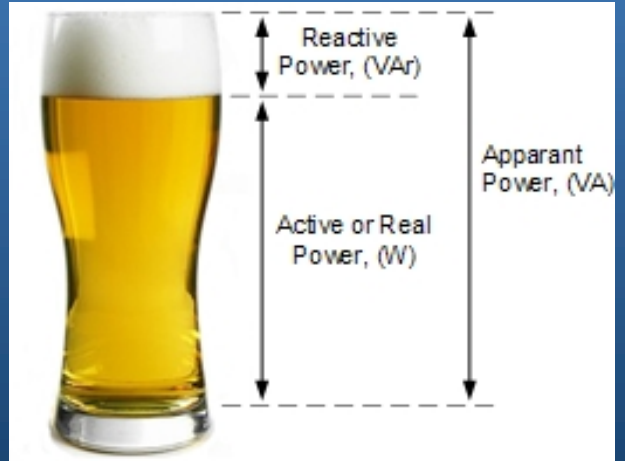 Reactive
Power, (VAr)
Apparant
Power, (VA)
Active or Real
Power, (W)